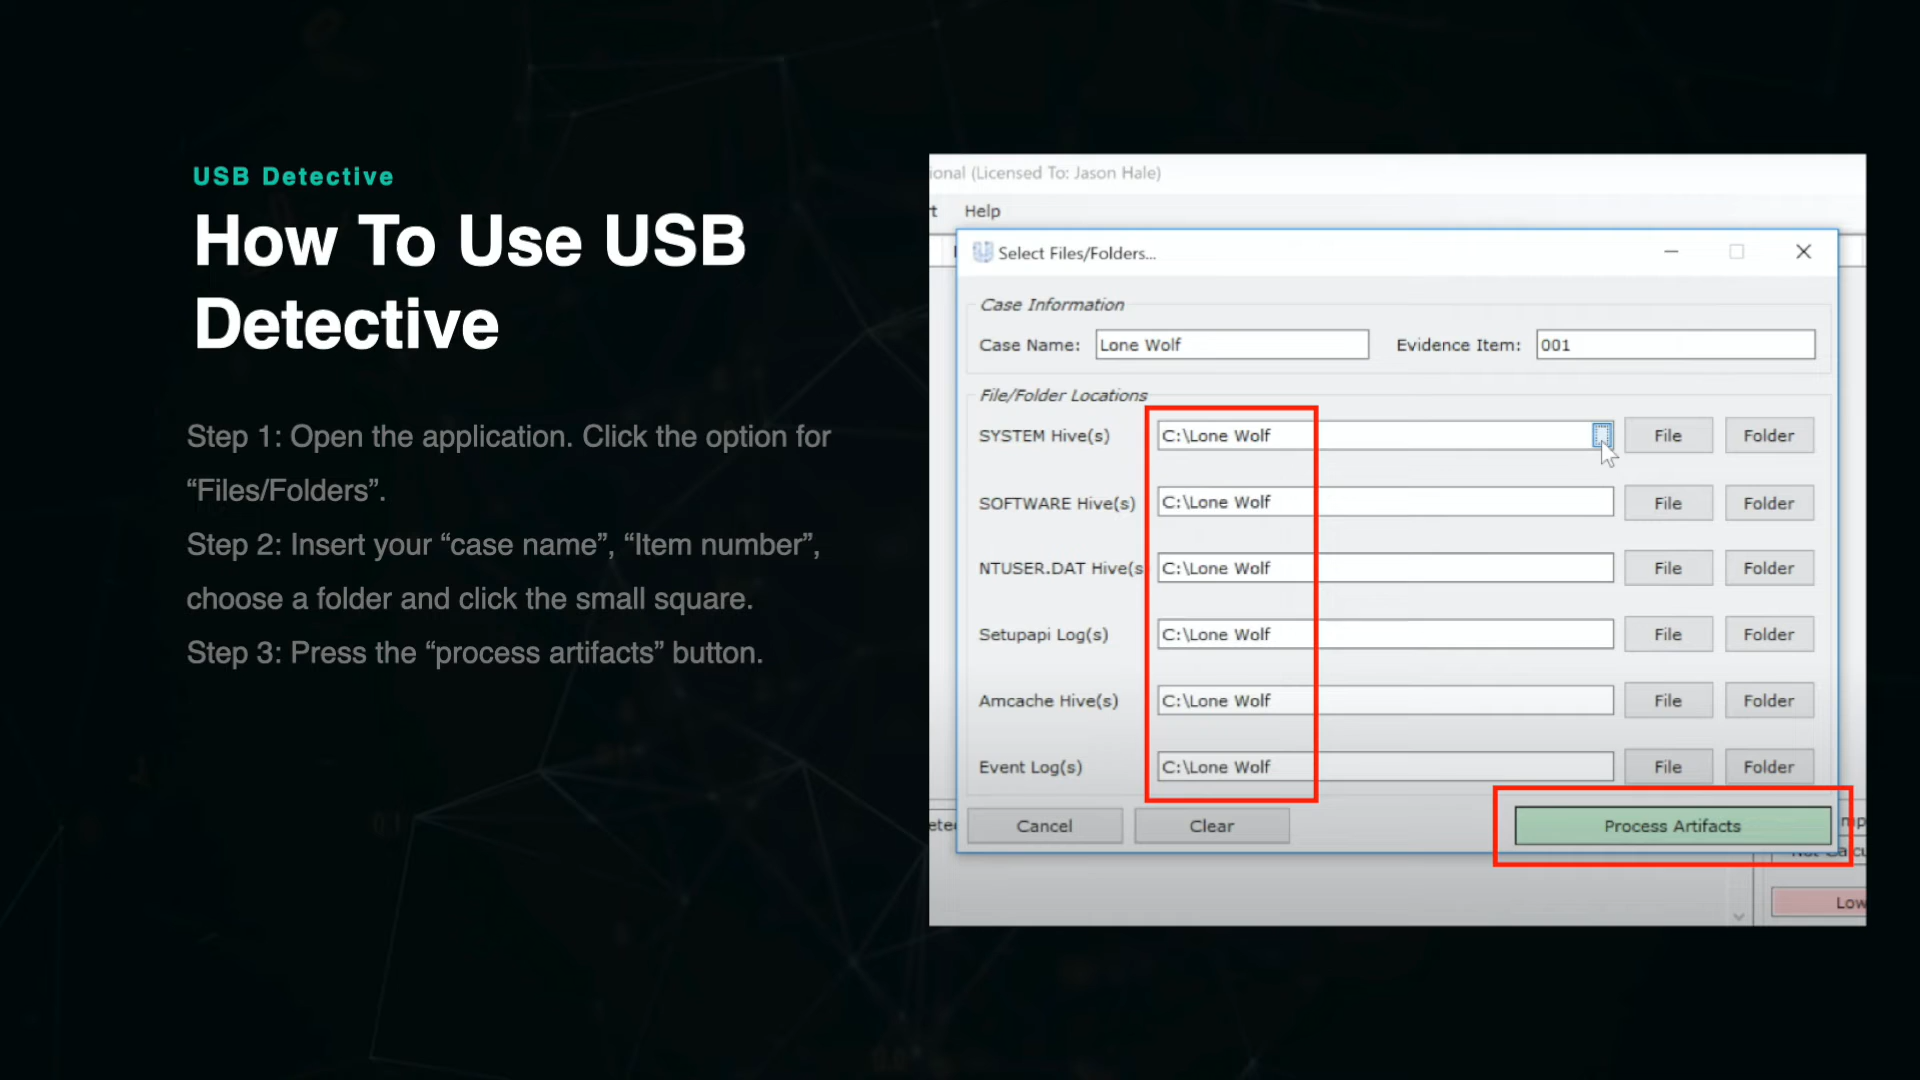 USB Detective
How To Use USB
Detective
Step 1: Open the application. Click the option for
“Files/Folders”.
Step 2: Insert your “case name”, “Item number”,
choose a folder and click the small square.
Step 3: Press the “process artifacts” button.
ional (Licensed To: Jason Hale)
rt Help
Select Files/Folders...
Case Information
Case Name: Lone Wolf Evidence Item: 001
File/Folder Locations
SYSTEM Hive(s) C:\Lone Wolf File Folder
SOFTWARE Hive(s) C:\Lone Wolf File Folder
NTUSER.DAT Hive(s C:\Lone Wolf File Folder
Setupapi Log(s) C:\Lone Wolf File Folder
Amcache Hive(s) C:\Lone Wolf File Folder
Event Log(s) C:\Lone Wolf File Folder
Cancel Clear Process Artifacts
Low